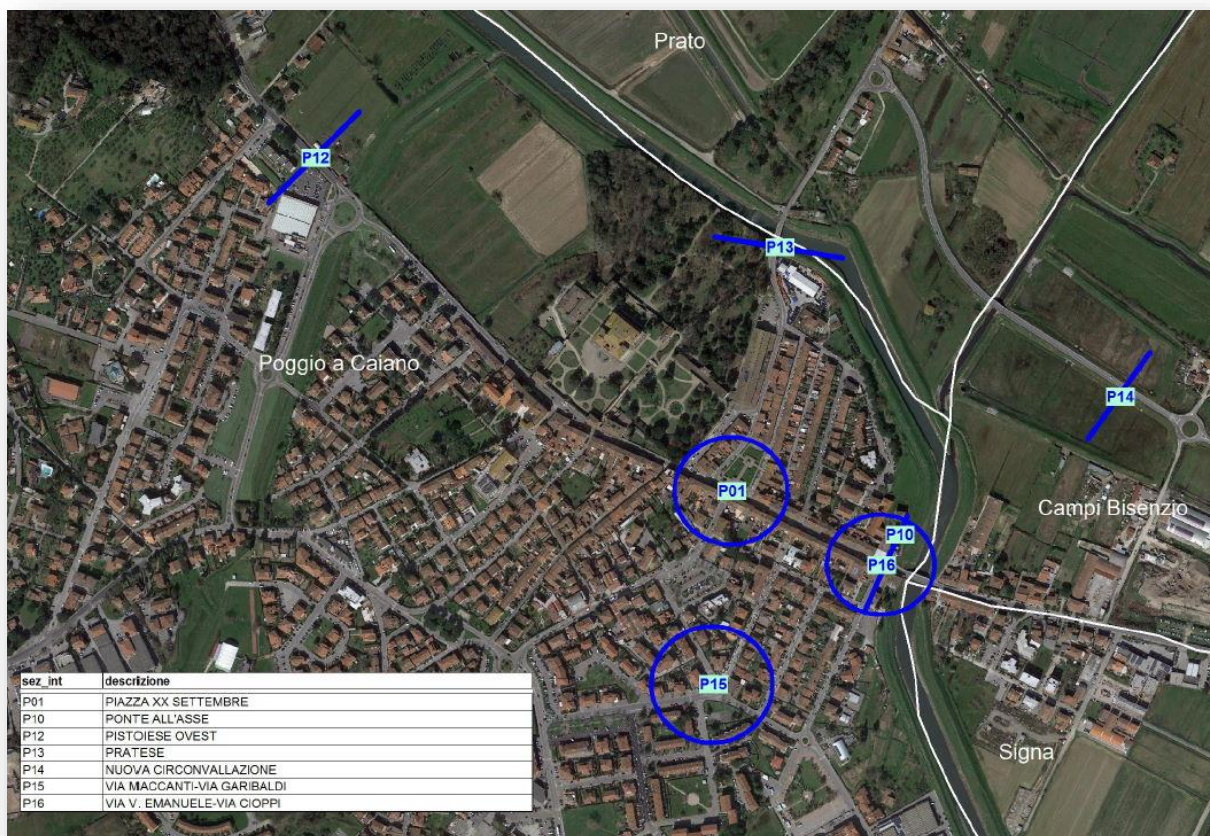 Prato
P12
P13
Poggio a Caiano
P14
P01
Campi Bisenzio
P10
P16
P15
Signa
sez_int descrizione
P01 PIAZZA XX SETTEMBRE
P10 PONTE ALL'ASSE
P12 PISTOIESE OVEST
P13 PRATESE
P14 NUOVA CIRCONVALLAZIONE
P15 VIA MACCANTI-VIA GARIBALDI
P16 VIA V. EMANUELE-VIA CIOPPI